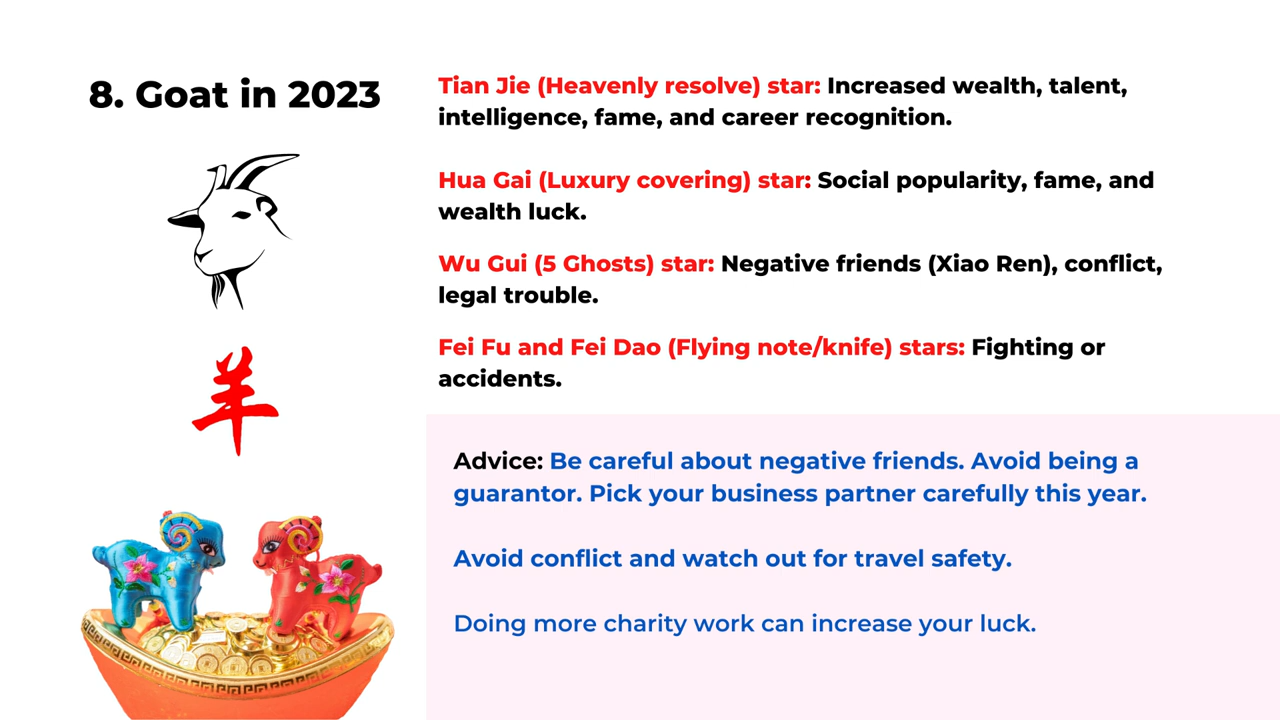 8. Goat in 2023
羊
Tian Jie (Heavenly resolve) star: Increased wealth, talent,
intelligence, fame, and career recognition.
Hua Gai (Luxury covering) star: Social popularity, fame, and
wealth luck.
Wu Gui (5 Ghosts) star: Negative friends (Xiao Ren), conflict,
legal trouble.
Fei Fu and Fei Dao (Flying note/knife) stars: Fighting or
accidents.
Advice: Be careful about negative friends. Avoid being a
guarantor. Pick your business partner carefully this year.
Avoid conflict and watch out for travel safety.
Doing more charity work can increase your luck.